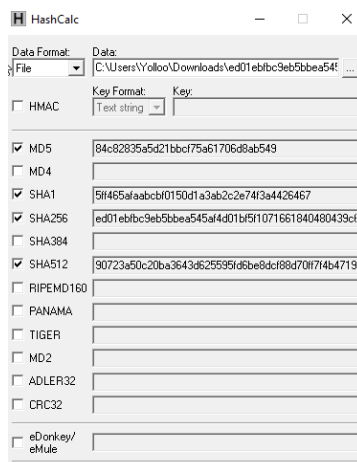 H HashCalc
Data Format: Data:
File C:\Users\Yolloo\Downloads\ed01ebfbc9eb5bbea545 ...
Key Format: Key:
HMAC Text string
MD5 84c82835a5d21bbcf75a61706d8ab549
MD4
SHA1 5ff465afaabcbf0150d1a3ab2c2e74f3a4426467
SHA256 ed01ebfbc9eb5bbea545af4d01bf5f1071661840480439c6
SHA384
SHA512 90723a50c20ba3643d625595fd6be8dcf88d70ff7f4b4719
RIPEMD160
PANAMA
TIGER
MD2
ADLER32
CRC32
eDonkey/
eMule